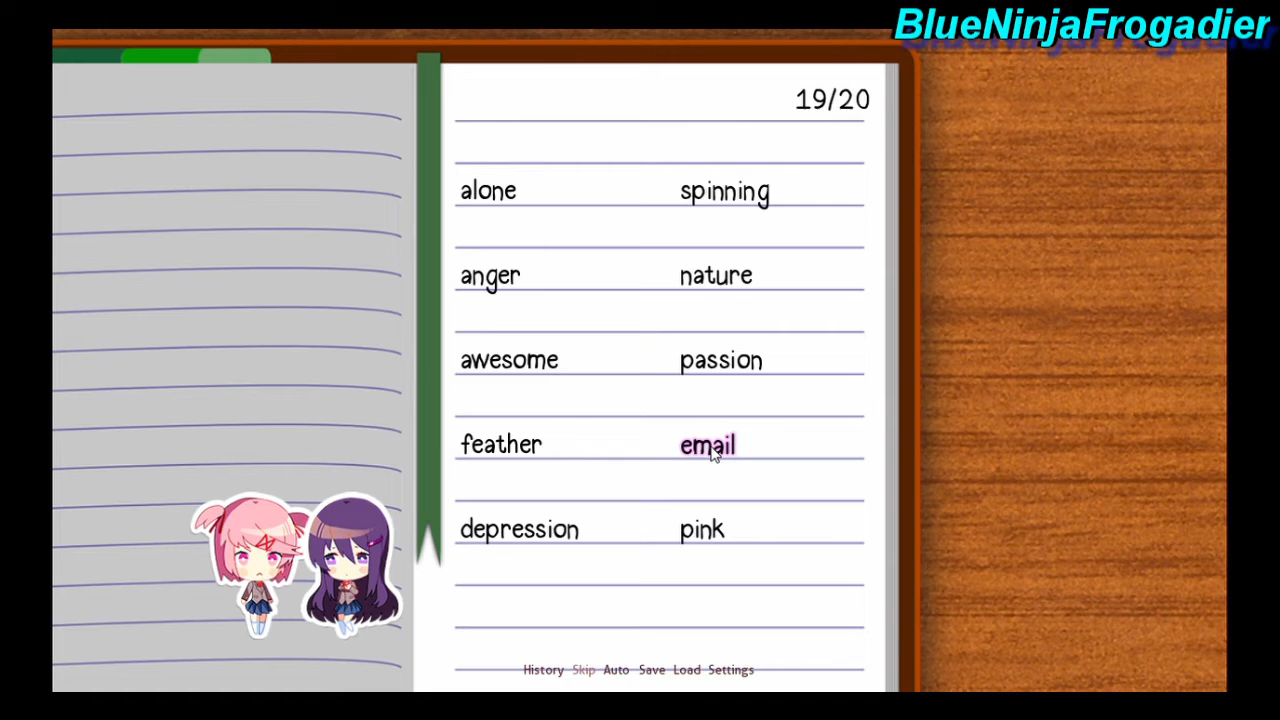 BlueNinjaFrogadier
19/20
alone spinning
anger nature
awesome passion
feather email
depression pink
History Skip Auto Save Load Settings